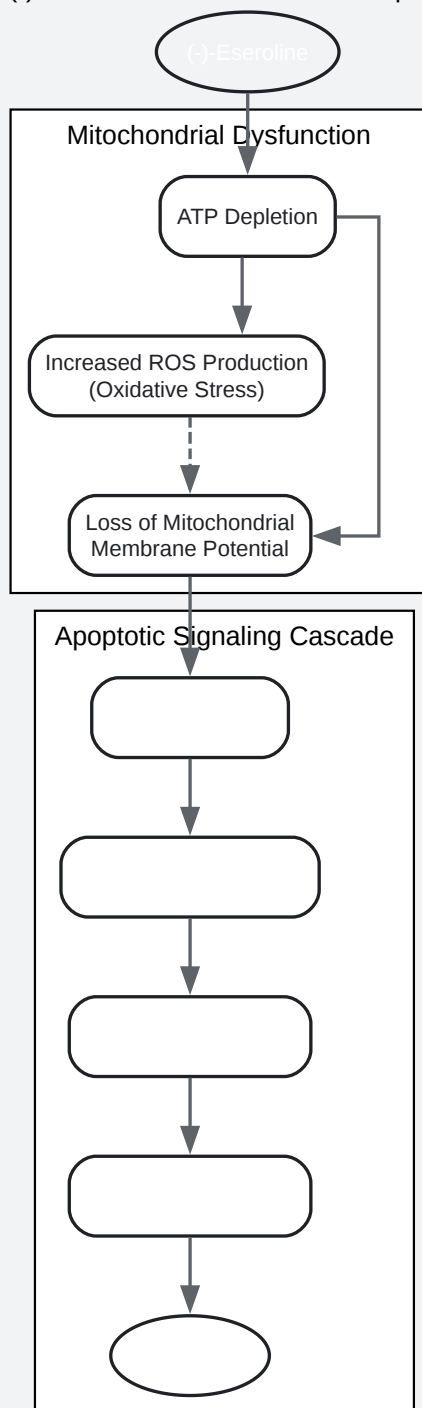 (-)-Eseroline
Mitochondrial Dysfunction
ATP Depletion
Increased ROS Production
(Oxidative Stress)
Loss of Mitochondrial
Membrane Potential
Apoptotic Signaling Cascade